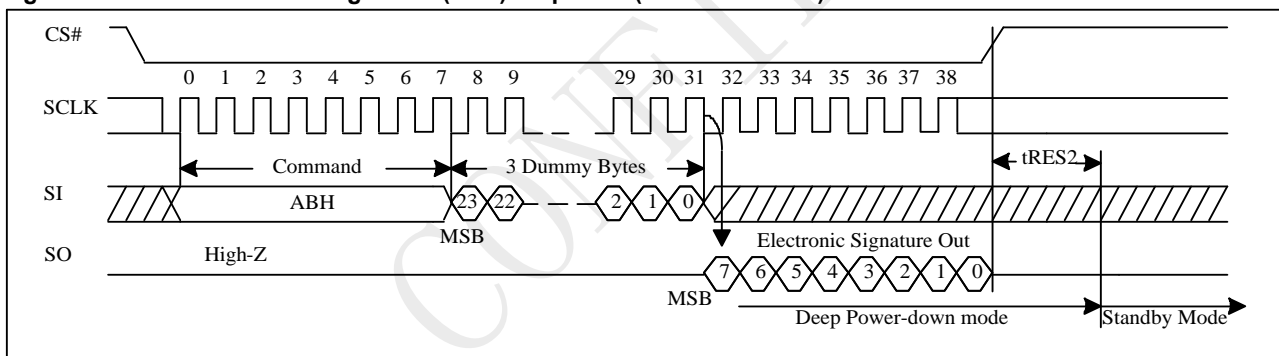 CS#
0 1 2 3 4 5 6 7 8 9 29 30 31 32 33 34 35 36 37 38
SCLK
Command 3 Dummy Bytes tRES2
SI
ABH 23 22 2 1 0
MSB
SO High-Z Electronic Signature Out
7 6 5 4 3 2 1 0
MSB
Deep Power-down mode Standby Mode